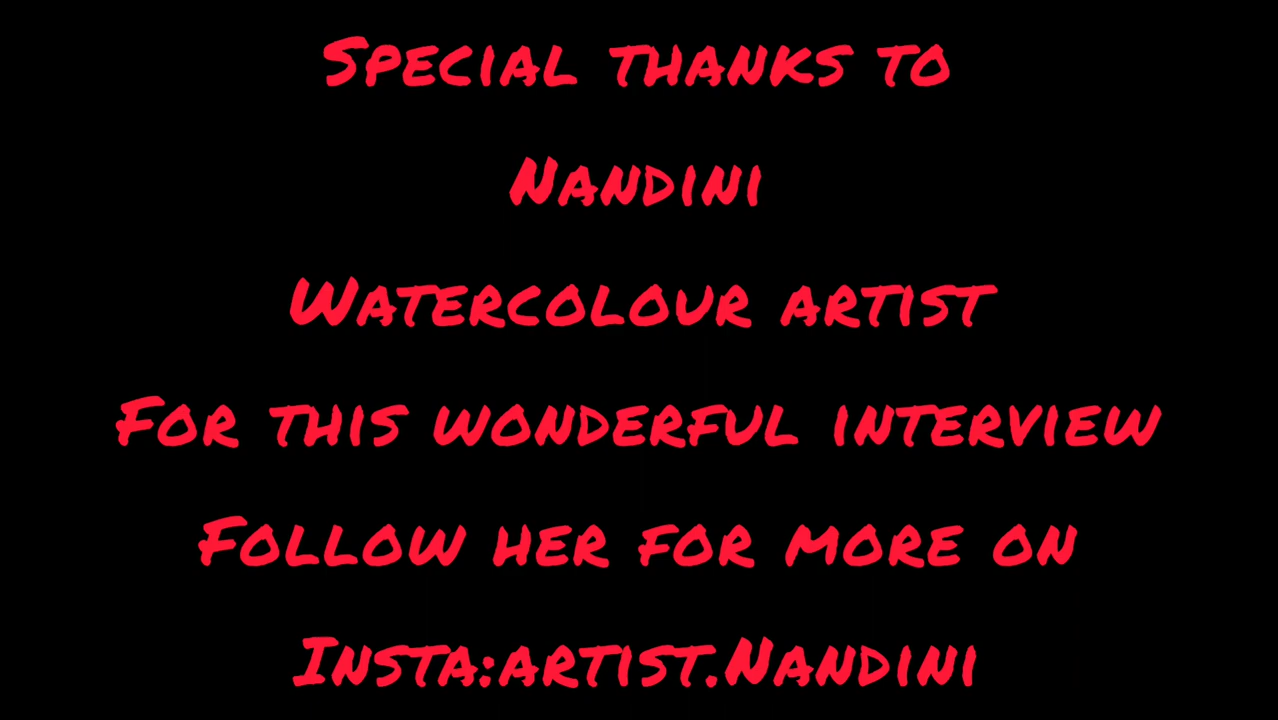 Special thanks to
Nandini
Watercolour artist
For this wonderful interview
Follow her for more on
Insta:artist.Nandini